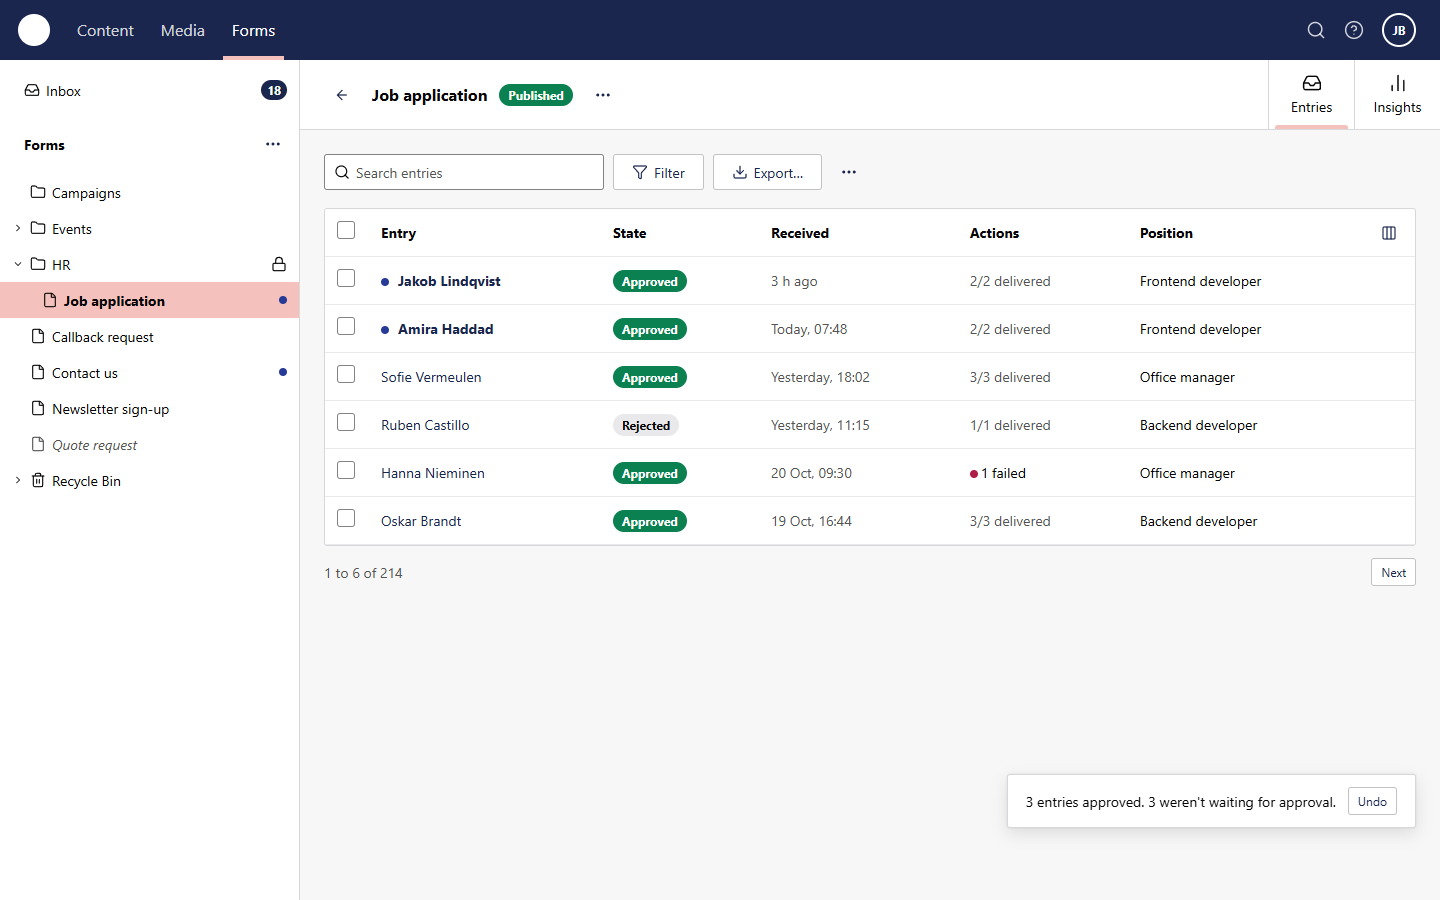 Content Media Forms JB
Inbox 18
Forms
Campaigns
Events
HR
Job application
Callback request
Contact us
Newsletter sign-up
Quote request
Recycle Bin
Job application Published
Entries Insights
Search entries Filter Export...
Entry State Received Actions Position
Jakob Lindqvist Approved 3 h ago 2/2 delivered Frontend developer
Amira Haddad Approved Today, 07:48 2/2 delivered Frontend developer
Sofie Vermeulen Approved Yesterday, 18:02 3/3 delivered Office manager
Ruben Castillo Rejected Yesterday, 11:15 1/1 delivered Backend developer
Hanna Nieminen Approved 20 Oct, 09:30 1 failed Office manager
Oskar Brandt Approved 19 Oct, 16:44 3/3 delivered Backend developer
1 to 6 of 214 Next
3 entries approved. 3 weren't waiting for approval. Undo